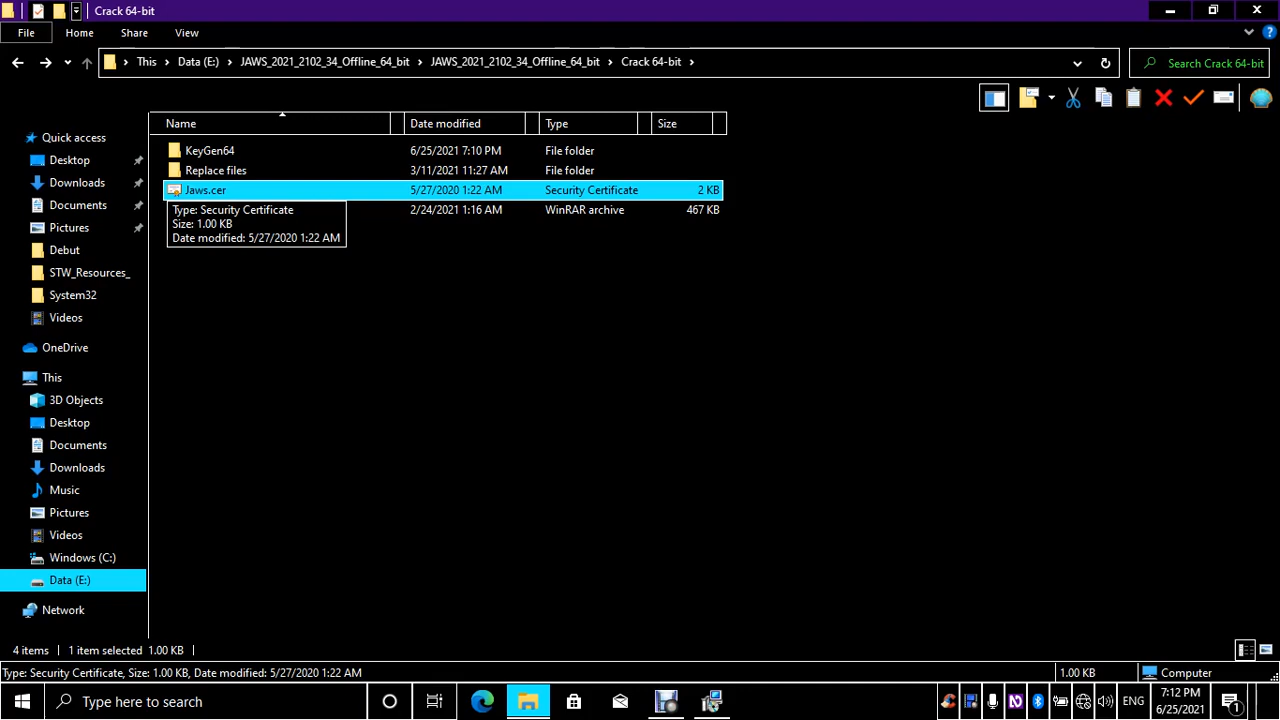 Crack 64-bit
File Home Share View
This Data (E:) JAWS_2021_2102_34_Offline_64_bit JAWS_2021_2102_34_Offline_64_bit Crack 64-bit Search Crack 64-bit
Name Date modified Type Size
KeyGen64 6/25/2021 7:10 PM File folder
Replace files 3/11/2021 11:27 AM File folder
Jaws.cer 5/27/2020 1:22 AM Security Certificate 2 KB
2/24/2021 1:16 AM WinRAR archive 467 KB
Type: Security Certificate
Size: 1.00 KB
Date modified: 5/27/2020 1:22 AM
Quick access
Desktop
Downloads
Documents
Pictures
Debut
STW_Resources_
System32
Videos
OneDrive
This
3D Objects
Desktop
Documents
Downloads
Music
Pictures
Videos
Windows (C:)
Data (E:)
Network
4 items 1 item selected 1.00 KB
Type: Security Certificate, Size: 1.00 KB, Date modified: 5/27/2020 1:22 AM 1.00 KB Computer
Type here to search ENG 7:12 PM
6/25/2021 1